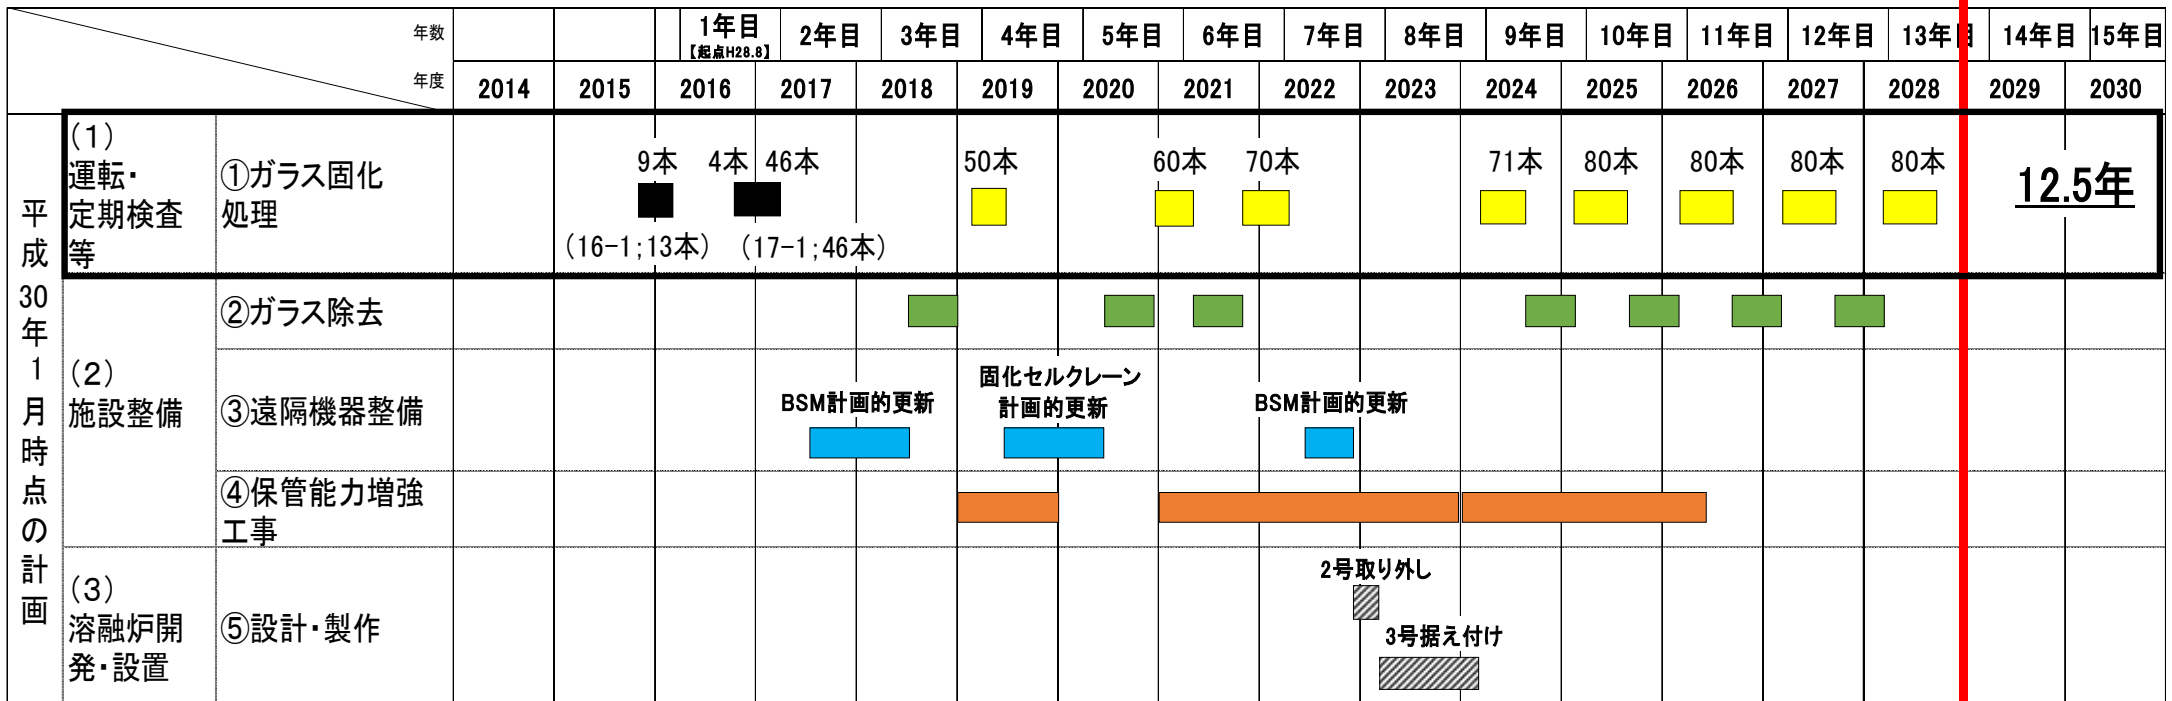 年数
1年目 2年目 3年目 4年目 5年目 6年目 7年目 8年目 9年目 10年目 11年目 12年目 13年目 14年目 15年目
【起点H28.8】
年度
2014 2015 2016 2017 2018 2019 2020 2021 2022 2023 2024 2025 2026 2027 2028 2029 2030
平成30年1月時点の計画
(1)
運転・
定期検査
等
①ガラス固化
処理
9本 4本 46本 50本 60本 70本 71本 80本 80本 80本 80本
(16-1;13本) (17-1;46本)
12.5年
(2)
施設整備
②ガラス除去
③遠隔機器整備
BSM計画的更新
固化セルクレーン
計画的更新
BSM計画的更新
④保管能力増強
工事
(3)
溶融炉開
発・設置
⑤設計・製作
2号取り外し
3号据え付け